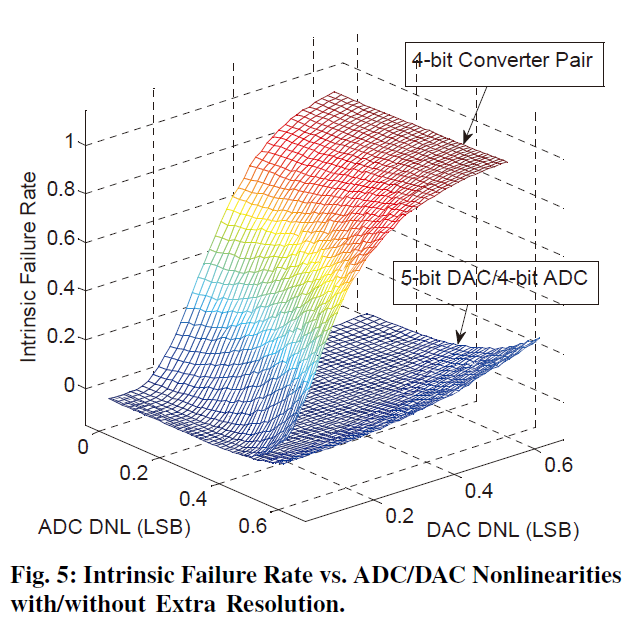 4-bit Converter Pair
1
0.8
0.6
0.4
0.2
0
Intrinsic Failure Rate
5-bit DAC/4-bit ADC
0
0.2
0.4
0.6
ADC DNL (LSB)
0.2
0.4
0.6
DAC DNL (LSB)
Fig. 5: Intrinsic Failure Rate vs. ADC/DAC Nonlinearities
with/without Extra Resolution.